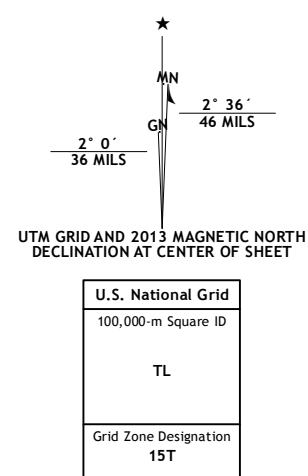 ★
MN
2° 36´
46 MILS
GN
2° 0´
36 MILS
UTM GRID AND 2013 MAGNETIC NORTH
DECLINATION AT CENTER OF SHEET
U.S. National Grid
100,000-m Square ID
TL
Grid Zone Designation
15T